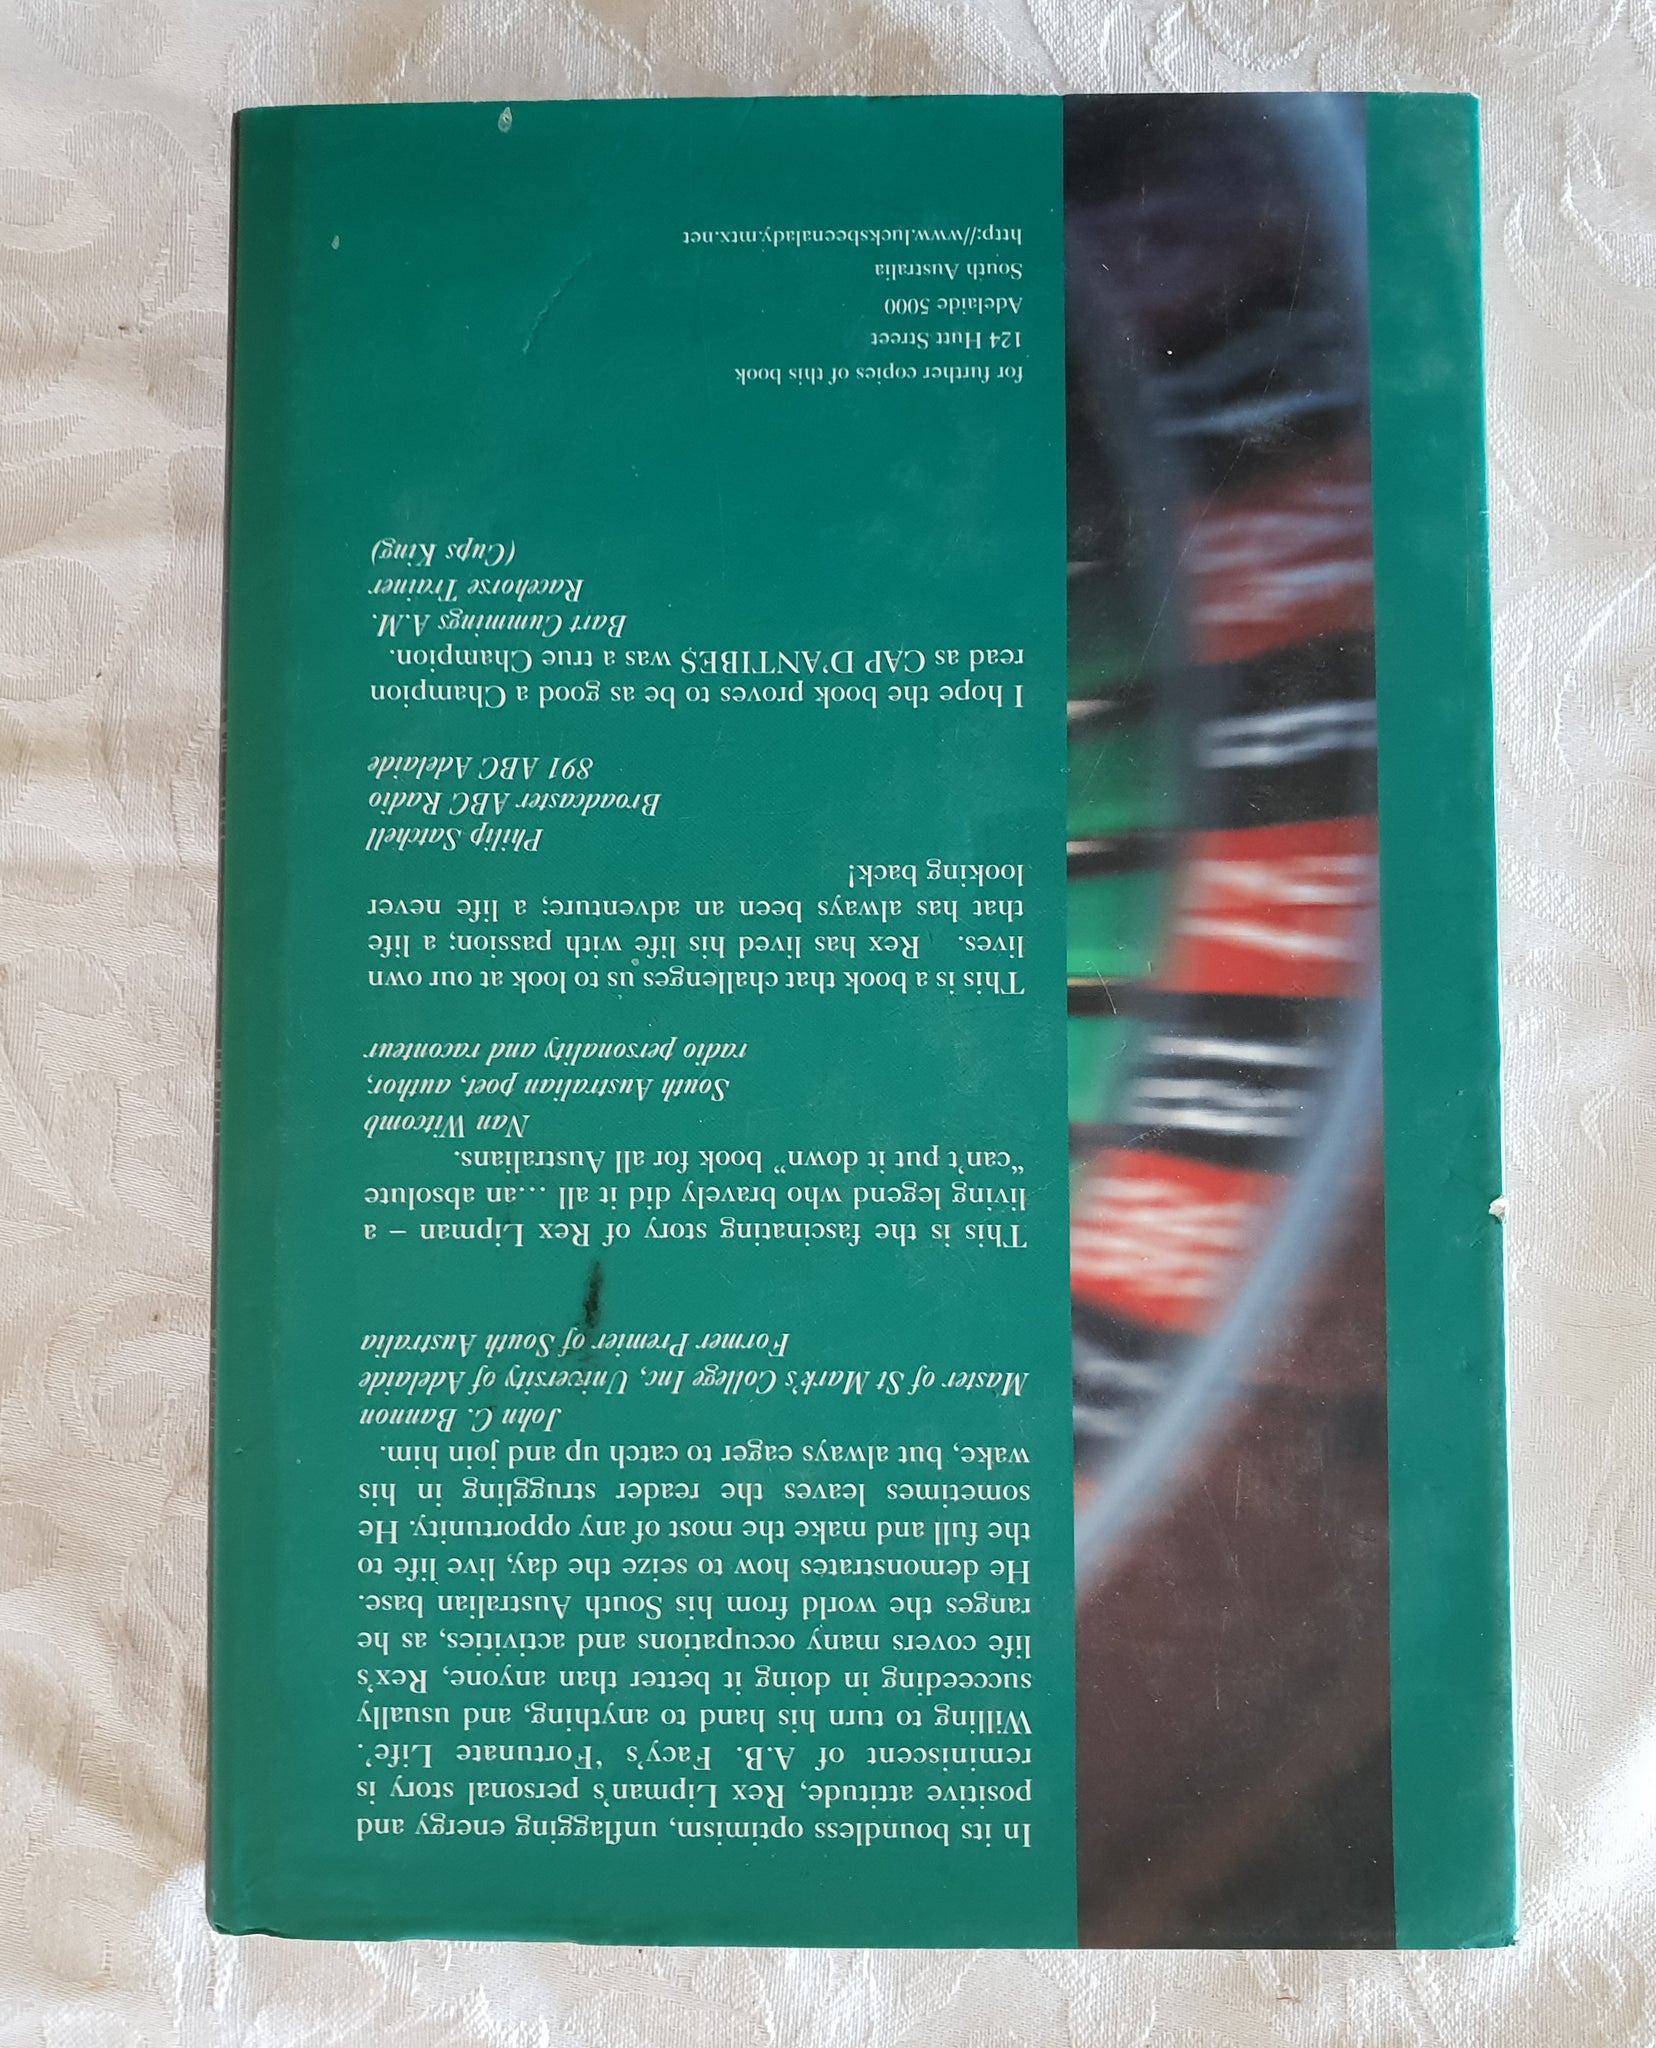 In its boundless optimism, unflagging energy and
positive attitude, Rex Lipman's personal story is
reminiscent of A.B. Facy's 'Fortunate Life'.
Willing to turn his hand to anything, and usually
succeeding in doing it better than anyone, Rex's
life covers many occupations and activities, as he
ranges the world from his South Australian base.
He demonstrates how to seize the day, live life to
the full and make the most of any opportunity. He
sometimes leaves the reader struggling in his
wake, but always eager to catch up and join him.
John C. Bannon
Master of St Mark's College Inc, University of Adelaide
Former Premier of South Australia
This is the fascinating story of Rex Lipman – a
living legend who bravely did it all ...an absolute
"can't put it down" book for all Australians.
Nan Witcomb
South Australian poet, author,
radio personality and raconteur
This is a book that challenges us to look at our own
lives. Rex has lived his life with passion; a life
that has always been an adventure; a life never
looking back!
Philip Satchell
Broadcaster ABC Radio
891 ABC Adelaide
I hope the book proves to be as good a Champion
read as CAP D'ANTIBES was a true Champion.
Bart Cummings A.M.
Racehorse Trainer
(Cups King)
for further copies of this book
124 Hutt Street
Adelaide 5000
South Australia
http://www.lucksbeenalady.mtx.net